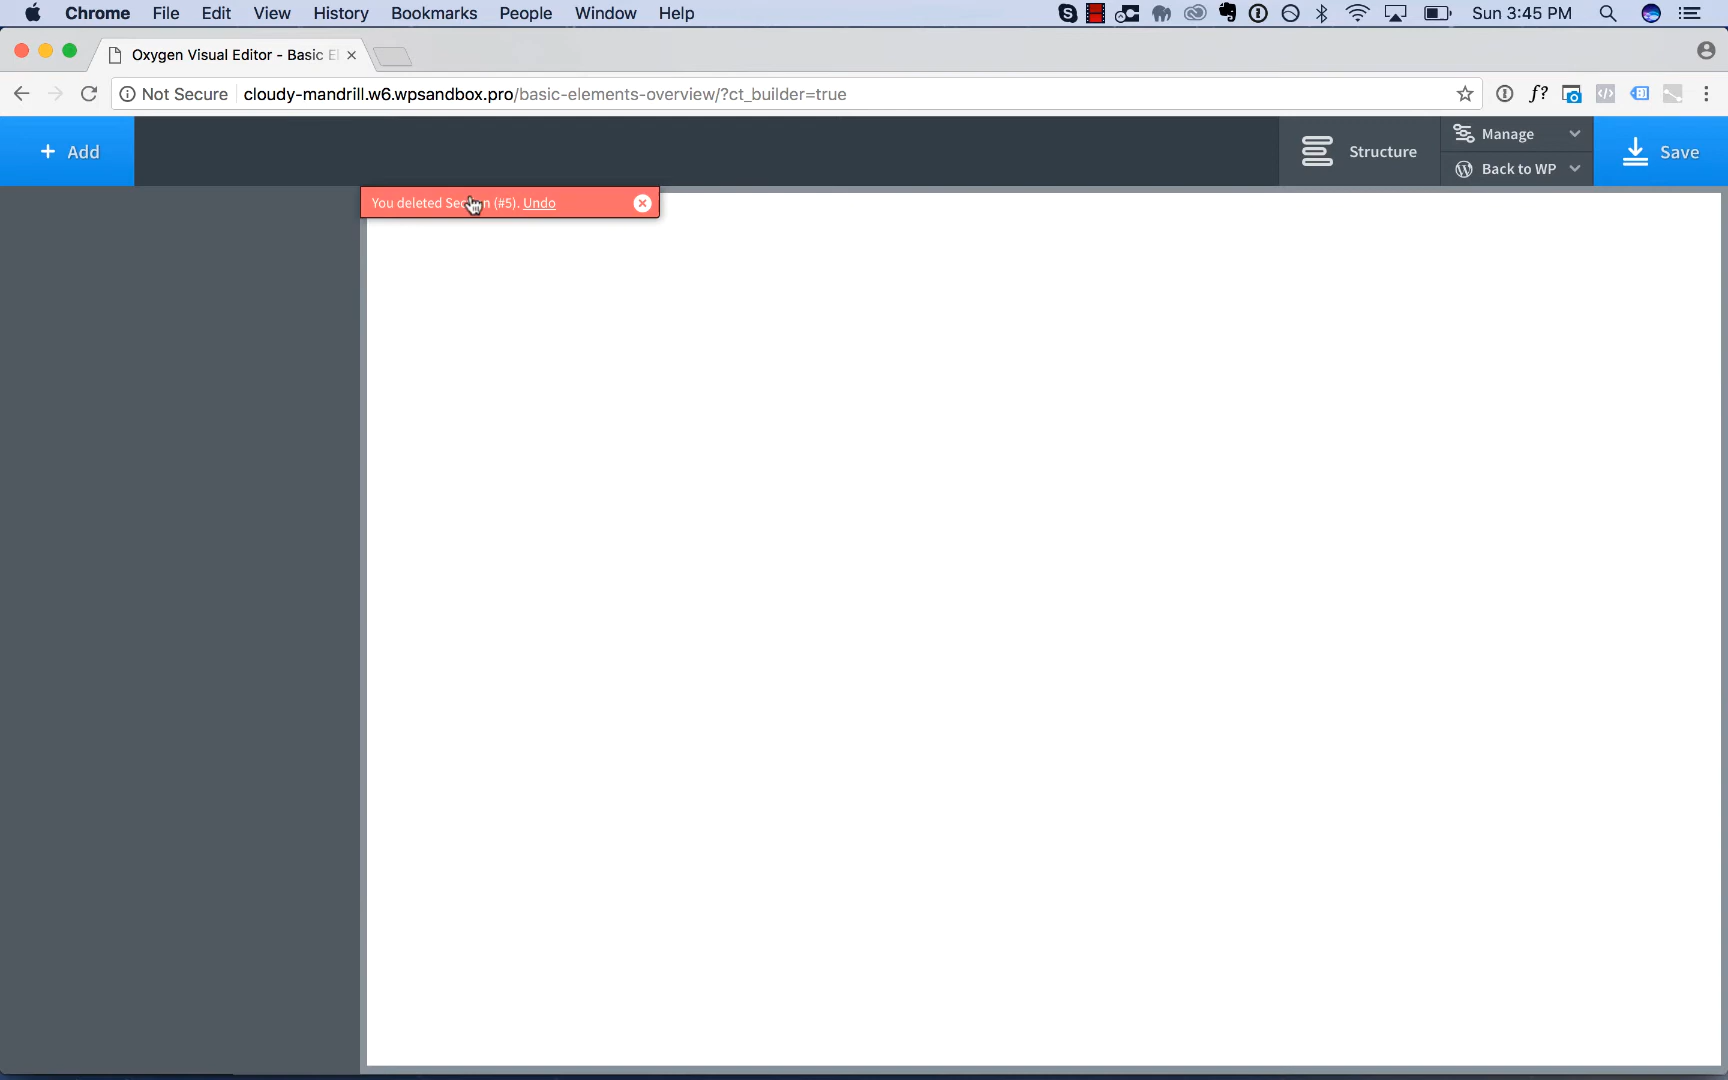 Chrome File Edit View History Bookmarks People Window Help Sun 3:45 PM
Oxygen Visual Editor - Basic
Not Secure cloudy-mandrill.w6.wpsandbox.pro/basic-elements-overview/?ct_builder=true
+ Add
Structure
Manage
Back to WP
Save
You deleted (#5). Undo